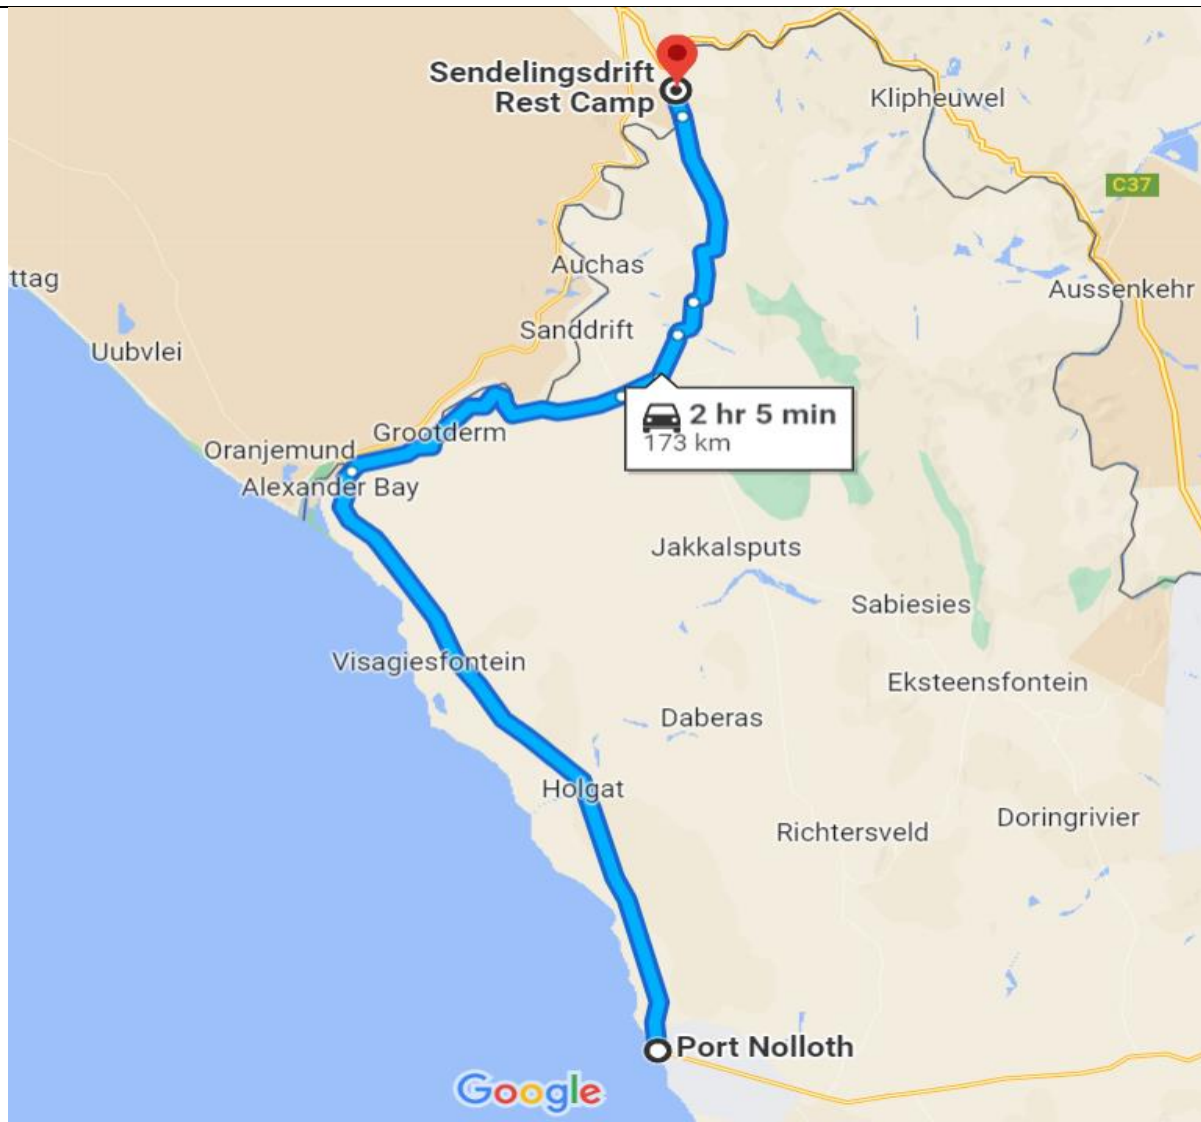 Sendelingsdrift
Rest Camp
Klipheuwel
C37
Auchas
ttag
Aussenkehr
Sanddrift
Uubvlei
2 hr 5 min
173 km
Grootderm
Oranjemund
Alexander Bay
Jakkalsputs
Sabiesies
Visagiesfontein
Eksteensfontein
Daberas
Holgat
Doringrivier
Richtersveld
Port Nolloth
Google